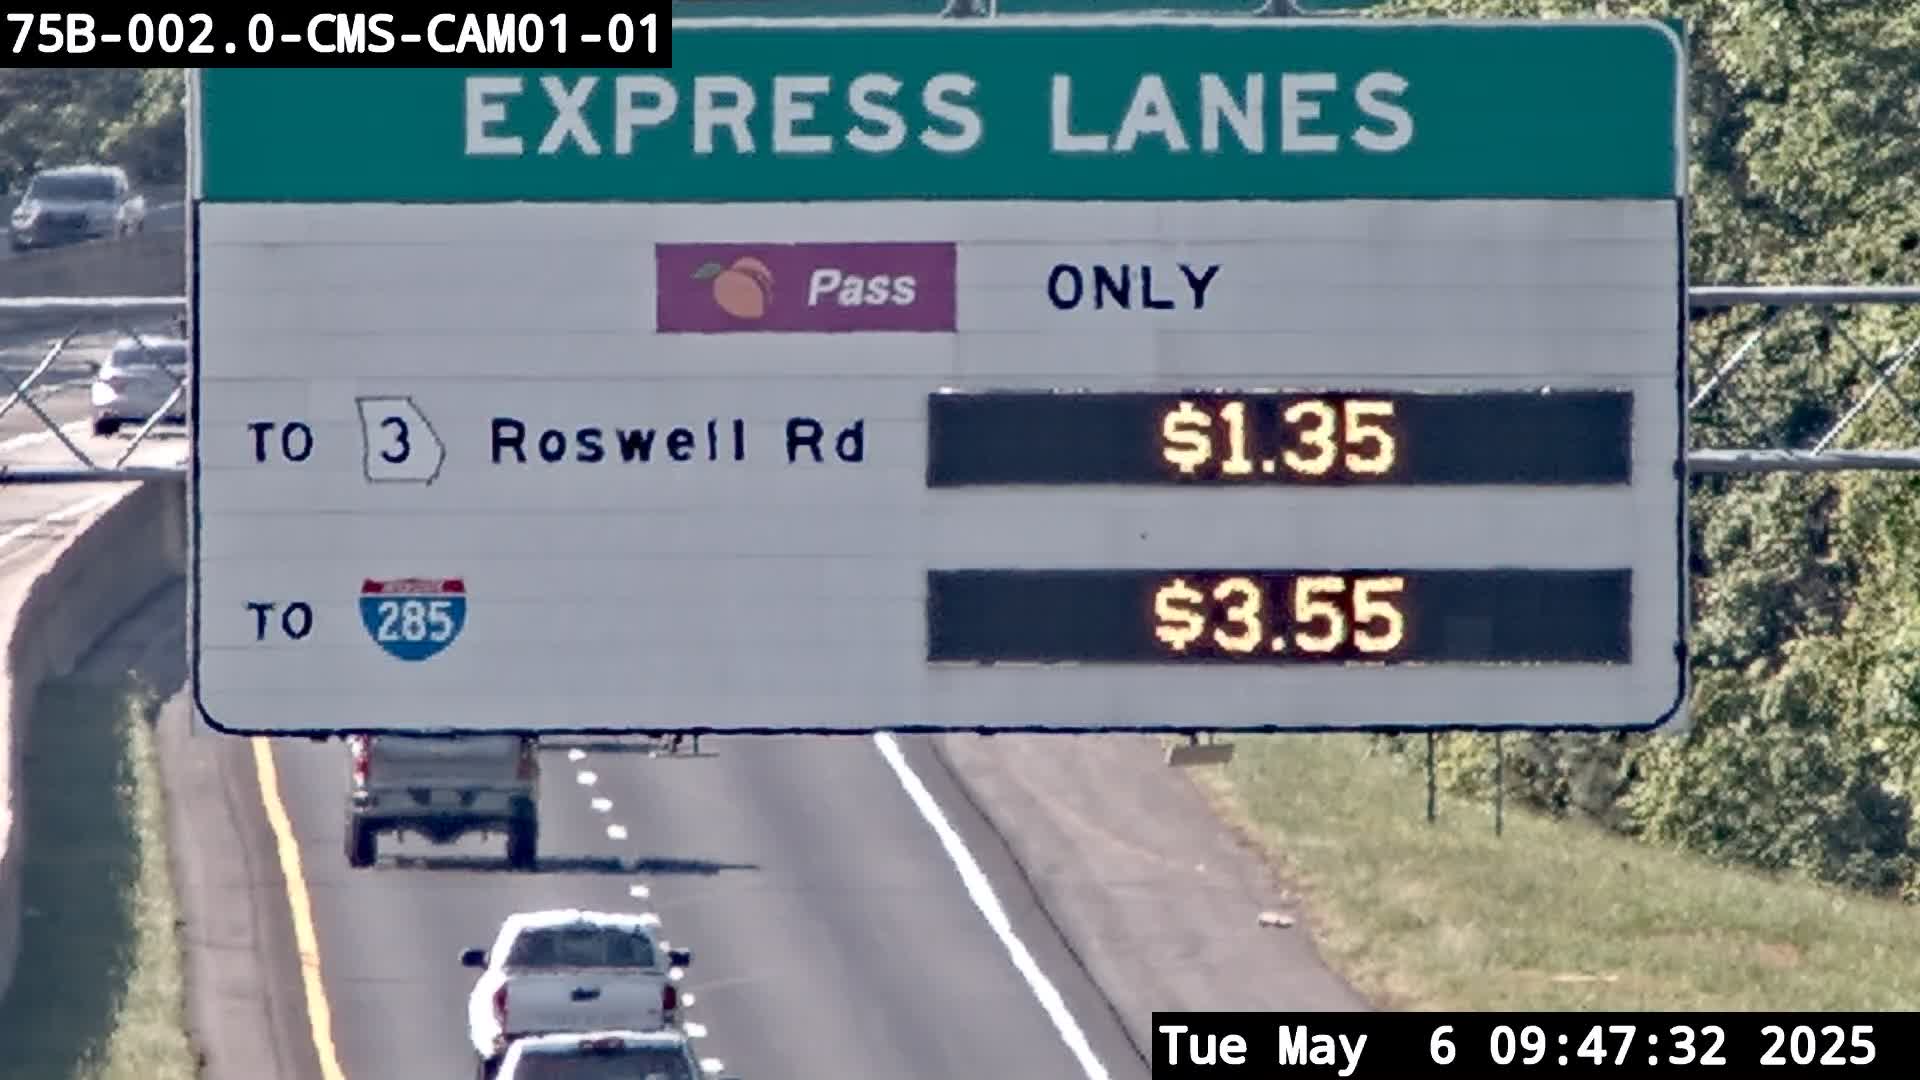 75B-002.0-CMS-CAM01-01
EXPRESS LANES
Pass ONLY
TO 3 Roswell Rd $1.35
TO INTERSTATE 285 $3.55
Tue May 6 09:47:32 2025